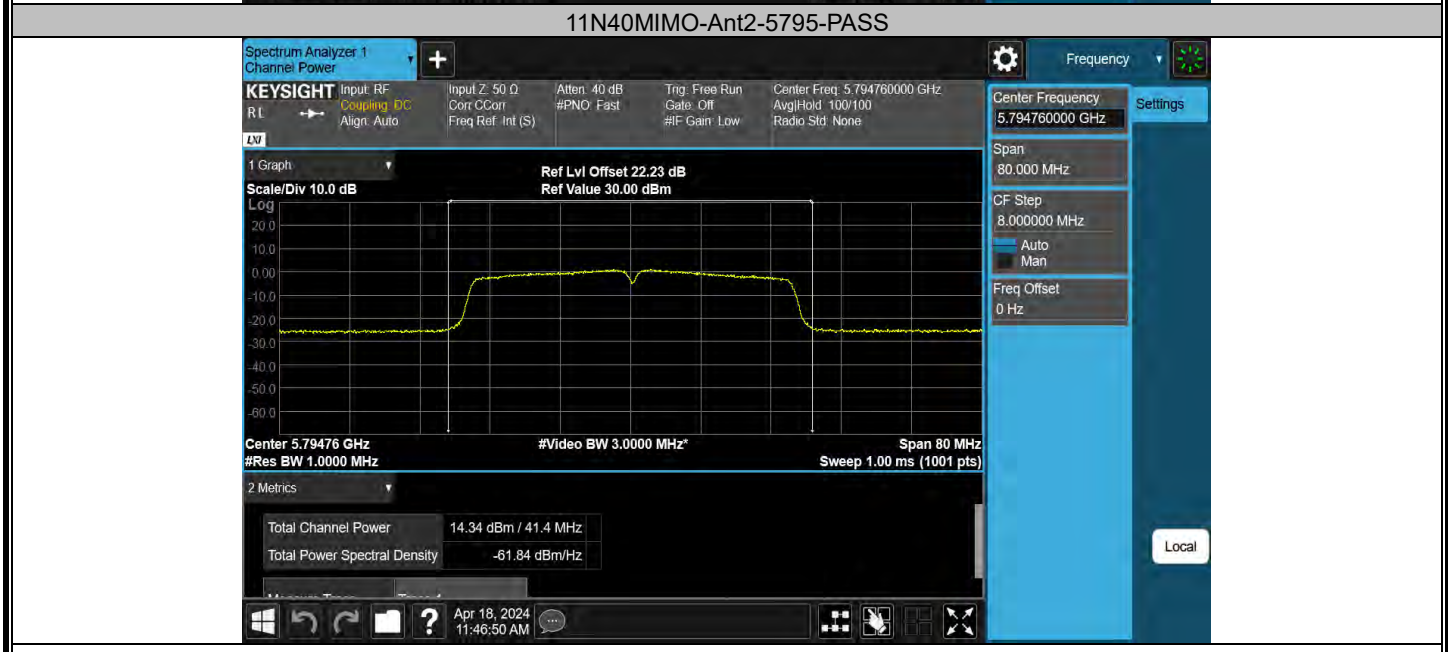 11N40MIMO-Ant2-5795-PASS
Spectrum Analyzer 1
Channel Power
+
Frequency
KEYSIGHT
RL
LXI
Input: RF
Coupling: DC
Align: Auto
Input Z: 50 Ω
Corr CCorr
Freq Ref: Int (S)
Atten: 40 dB
#PNO: Fast
Trig: Free Run
Gate: Off
#IF Gain: Low
Center Freq: 5.794760000 GHz
Avg|Hold: 100/100
Radio Std: None
Center Frequency
5.794760000 GHz
Settings
Span
80.000 MHz
CF Step
8.000000 MHz
Auto
Man
Freq Offset
0 Hz
1 Graph
Scale/Div 10.0 dB
Ref Lvl Offset 22.23 dB
Ref Value 30.00 dBm
Log
20.0
10.0
0.00
-10.0
-20.0
-30.0
-40.0
-50.0
-60.0
Center 5.79476 GHz
#Video BW 3.0000 MHz*
Span 80 MHz
#Res BW 1.0000 MHz
Sweep 1.00 ms (1001 pts)
2 Metrics
Total Channel Power 14.34 dBm / 41.4 MHz
Total Power Spectral Density -61.84 dBm/Hz
Local
?
Apr 18, 2024
11:46:50 AM